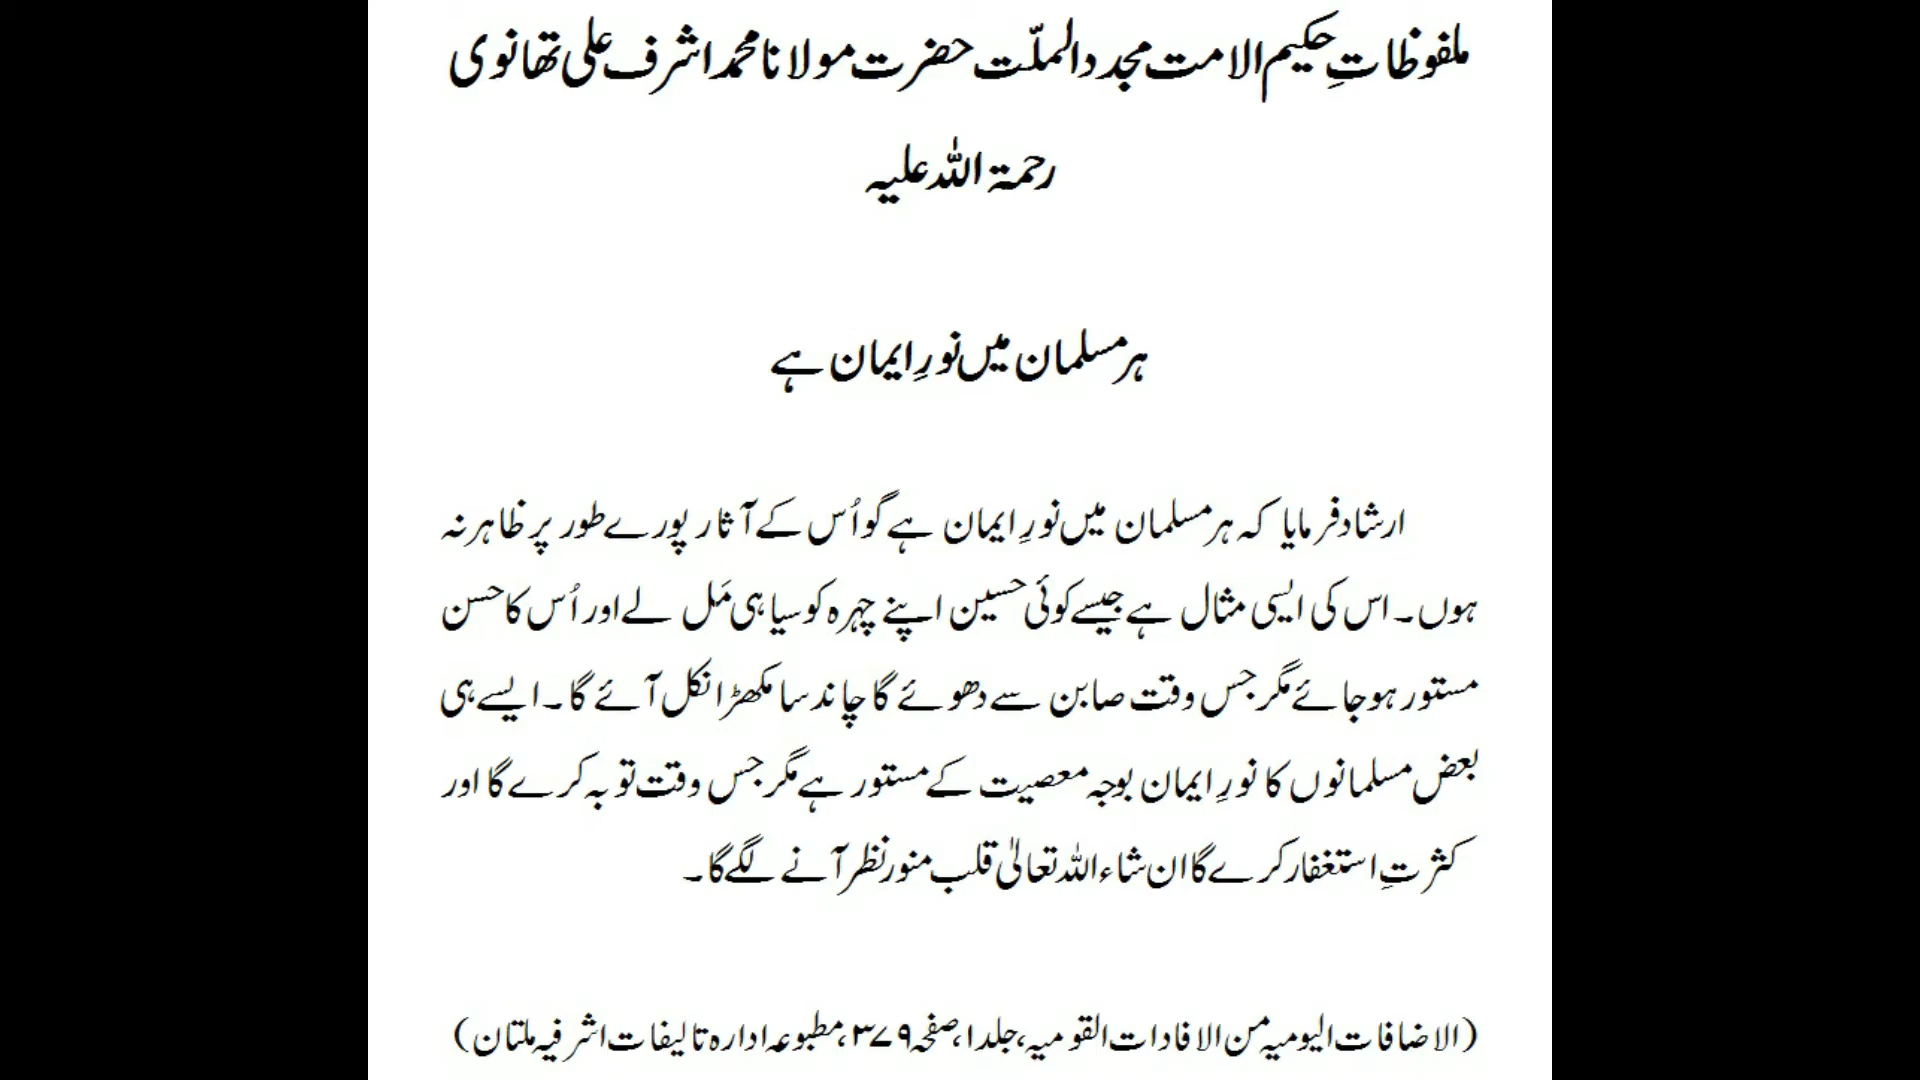 ملفوظاتِ حکیم الامت مجدد الملّت حضرت مولانا محمد اشرف علی تھانوی
رحمۃ اللہ علیہ
ہر مسلمان میں نورِ ایمان ہے
ارشاد فرمایا کہ ہر مسلمان میں نورِ ایمان ہے گو اُس کے آثار پورے طور پر ظاہر نہ
ہوں۔ اس کی ایسی مثال ہے جیسے کوئی حسین اپنے چہرہ کو سیاہی مَل لے اور اُس کا حسن
مستور ہو جائے مگر جس وقت صابن سے دھوئے گا چاند سا مکھڑا نکل آئے گا۔ ایسے ہی
بعض مسلمانوں کا نورِ ایمان بوجہ معصیت کے مستور ہے مگر جس وقت توبہ کرے گا اور
کثرتِ استغفار کرے گا ان شاء اللہ تعالیٰ قلب منور نظر آنے لگے گا۔
(الاضافات الیومیہ من الافادات القومیہ، جلد ۱، صفحہ ۳۷۹، مطبوعہ ادارہ تالیفات اشرفیہ ملتان)